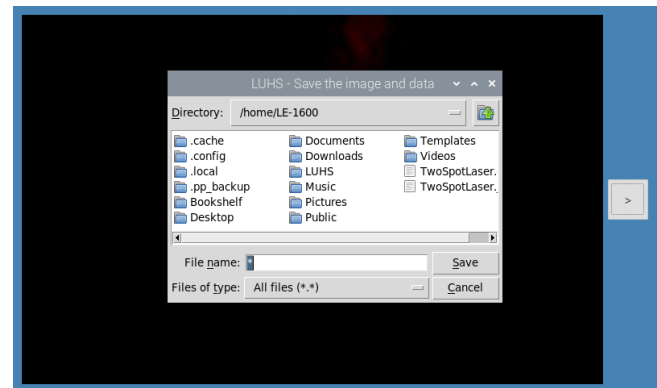 LUHS - Save the image and data
Directory: /home/LE-1600
.cache Documents Templates
.config Downloads Videos
.local LUHS TwoSpotLaser.
.pp_backup Music TwoSpotLaser.
Bookshelf Pictures
Desktop Public
File name: * Save
Files of type: All files (*.*) Cancel
>